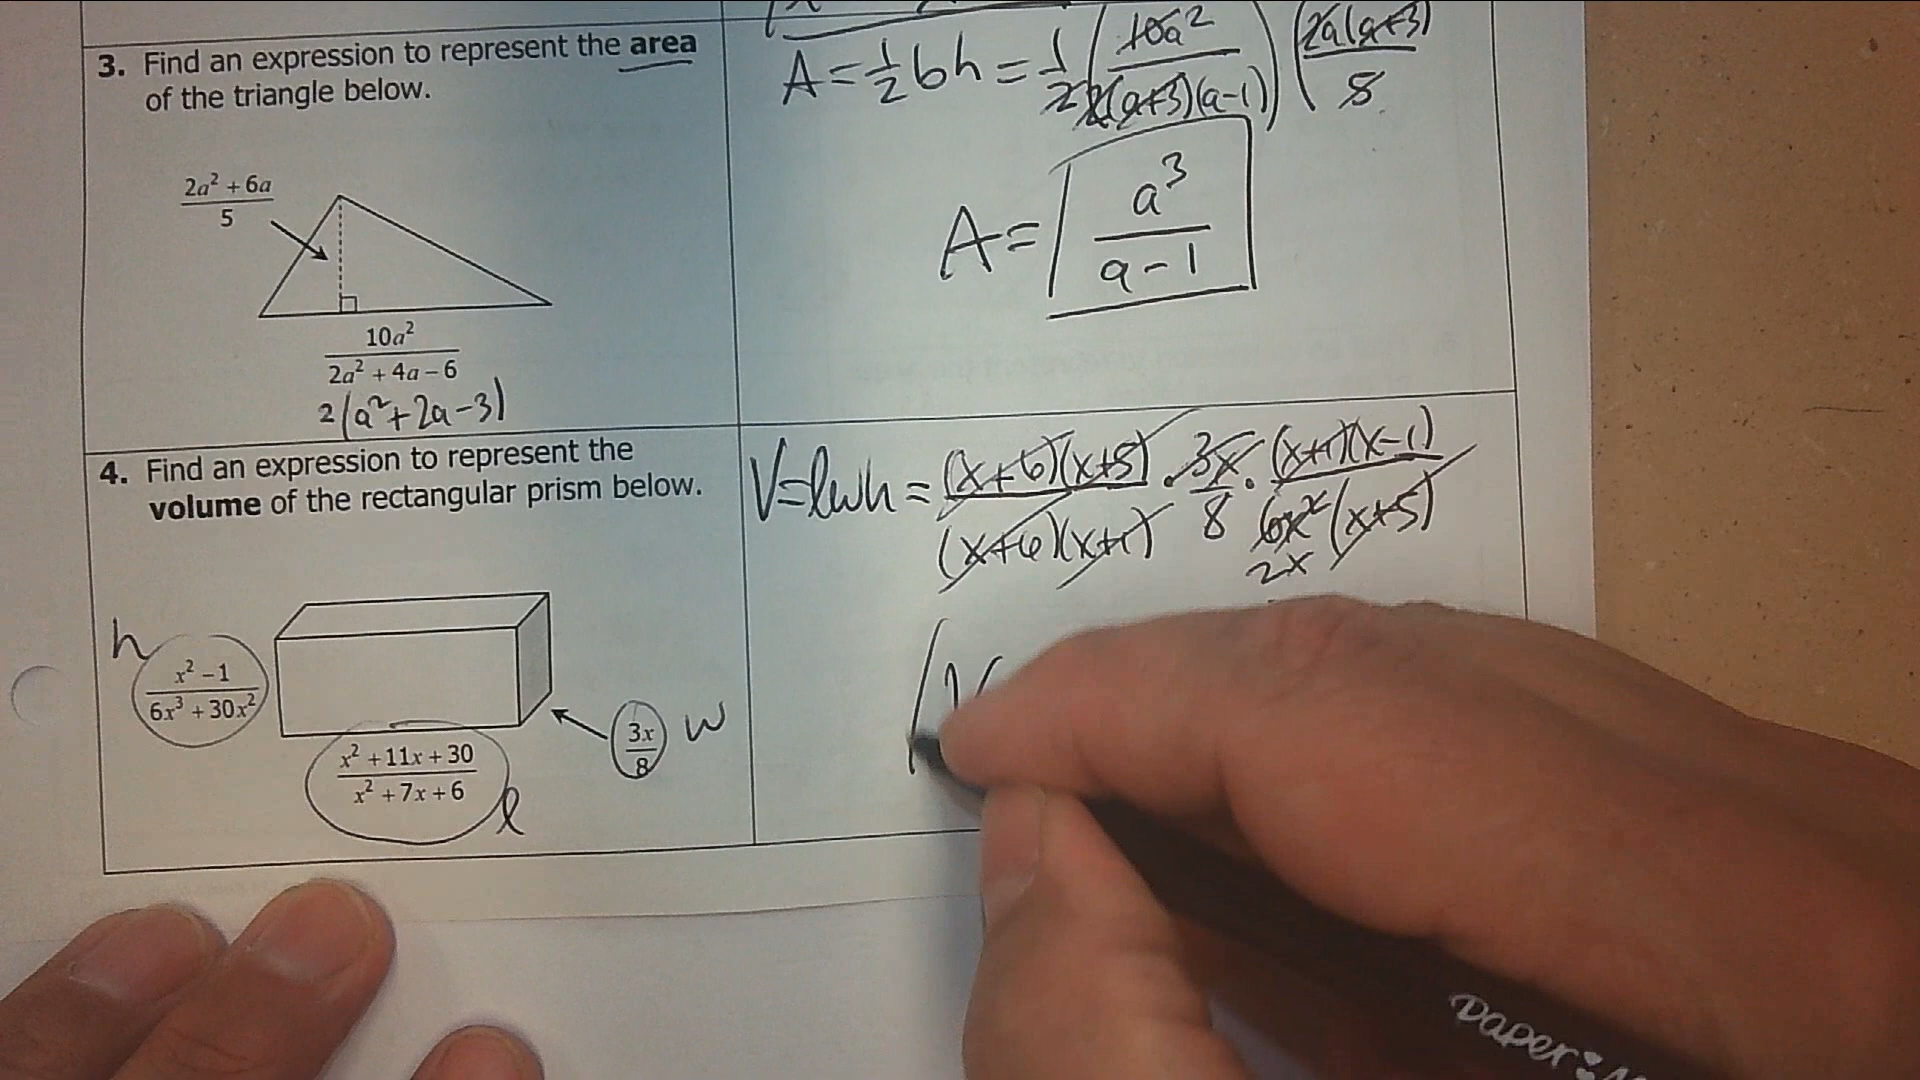 3. Find an expression to represent the area
of the triangle below.
A = 1/2 bh = 1/2 (10a²/2(a+3)(a-1)) (2a(a+3)/5)
2a² + 6a
5
A = a³/a-1
10a²
2a² + 4a – 6
2(a²+2a-3)
4. Find an expression to represent the
volume of the rectangular prism below.
V=lwh = (x+6)(x+5)/(x+6)(x+1) · 3x/8 · (x+1)(x-1)/6x²(x+5)
2x
h
x² – 1
6x³ + 30x²
3x
8
w
x² + 11x + 30
x² + 7x + 6
l
V